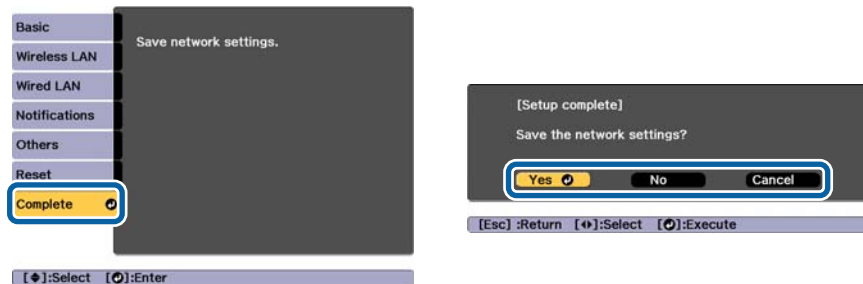 Basic
Wireless LAN
Wired LAN
Notifications
Others
Reset
Complete
Save network settings.
[ ]:Select [ ]:Enter
[Setup complete]
Save the network settings?
Yes No Cancel
[Esc] :Return [ ]:Select [ ]:Execute